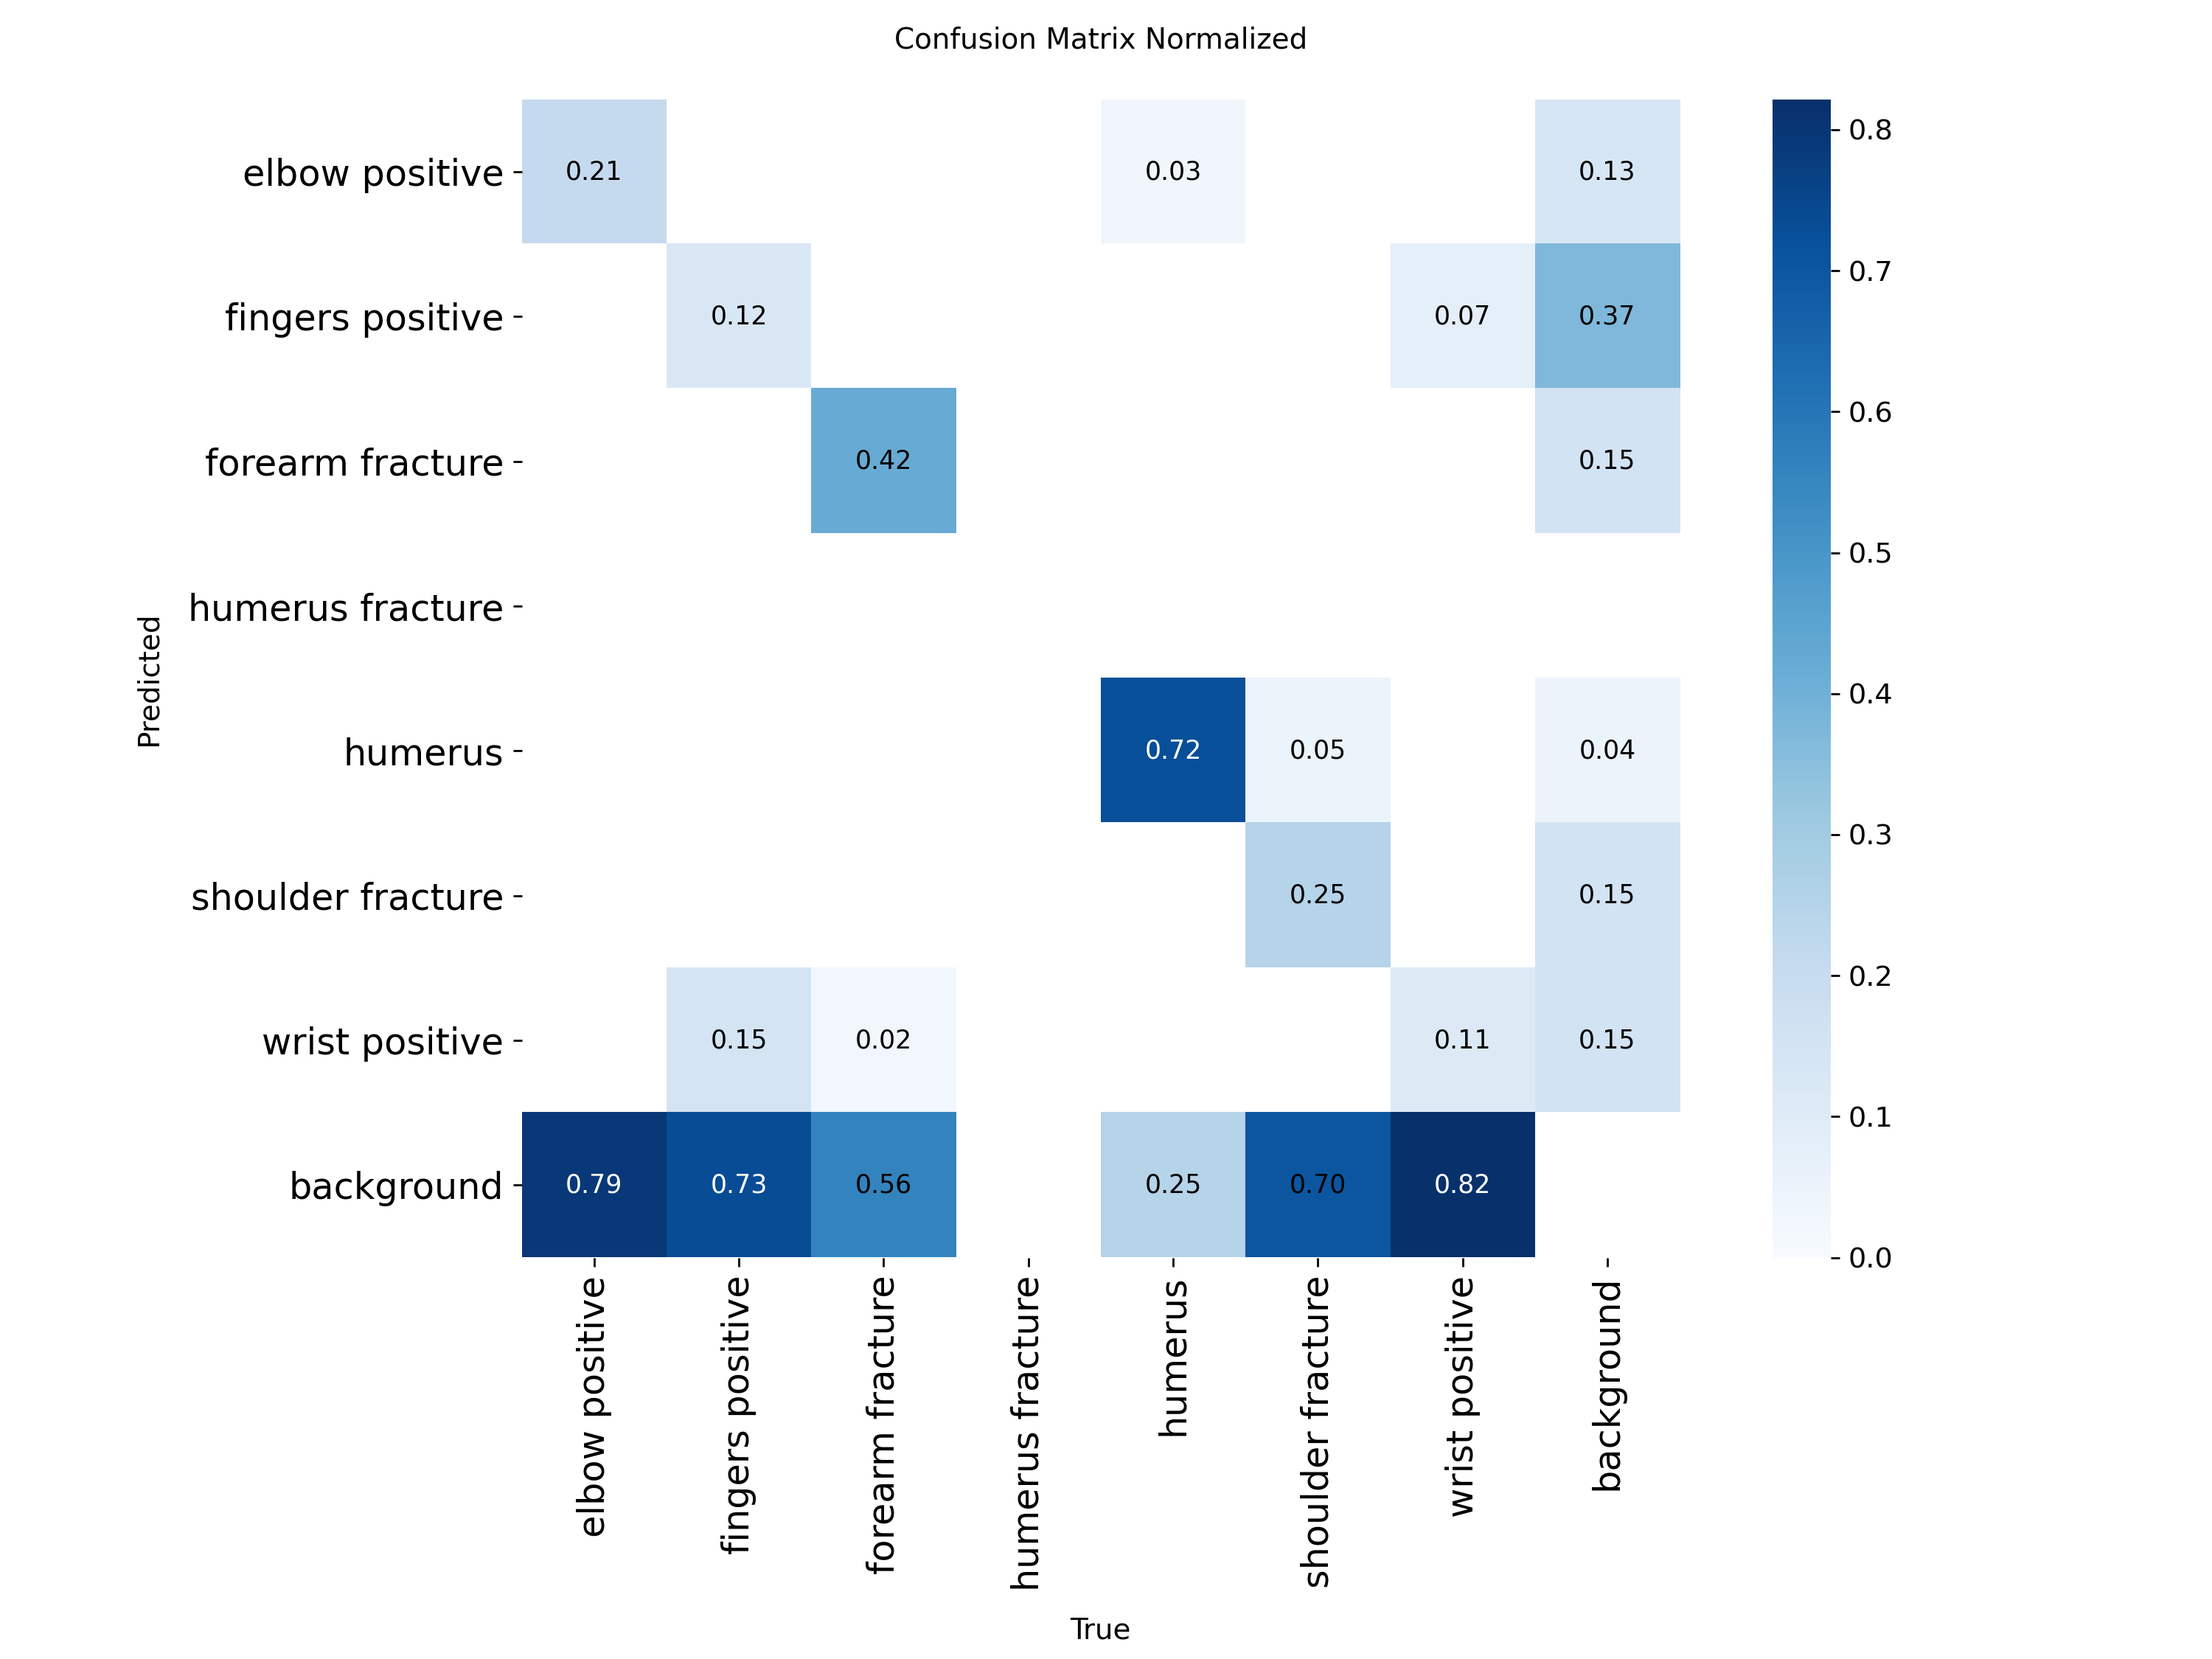 Confusion Matrix Normalized
elbow positive 0.21 0.03 0.13
fingers positive 0.12 0.07 0.37
forearm fracture 0.42 0.15
humerus fracture
humerus 0.72 0.05 0.04
shoulder fracture 0.25 0.15
wrist positive 0.15 0.02 0.11 0.15
background 0.79 0.73 0.56 0.25 0.70 0.82
Predicted
elbow positive
fingers positive
forearm fracture
humerus fracture
humerus
shoulder fracture
wrist positive
background
True
0.8
0.7
0.6
0.5
0.4
0.3
0.2
0.1
0.0